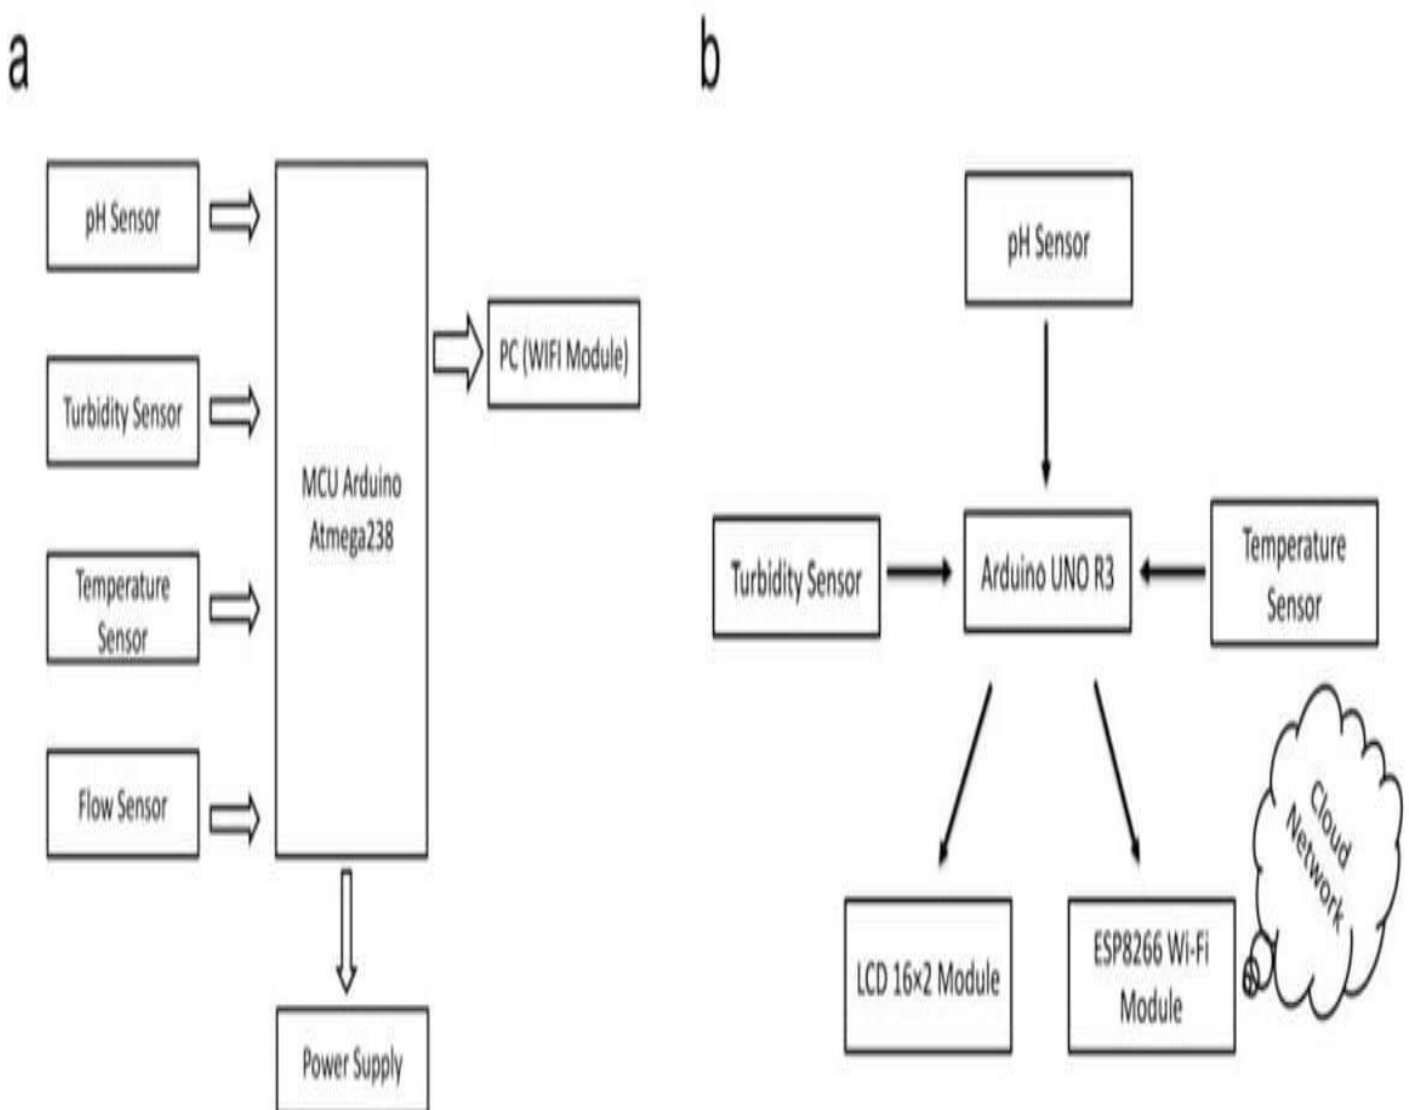 a
pH Sensor
Turbidity Sensor
Temperature
Sensor
Flow Sensor
MCU Arduino
Atmega238
PC (WIFI Module)
Power Supply
b
pH Sensor
Turbidity Sensor
Arduino UNO R3
Temperature
Sensor
LCD 16×2 Module
ESP8266 Wi-Fi
Module
Cloud
Network